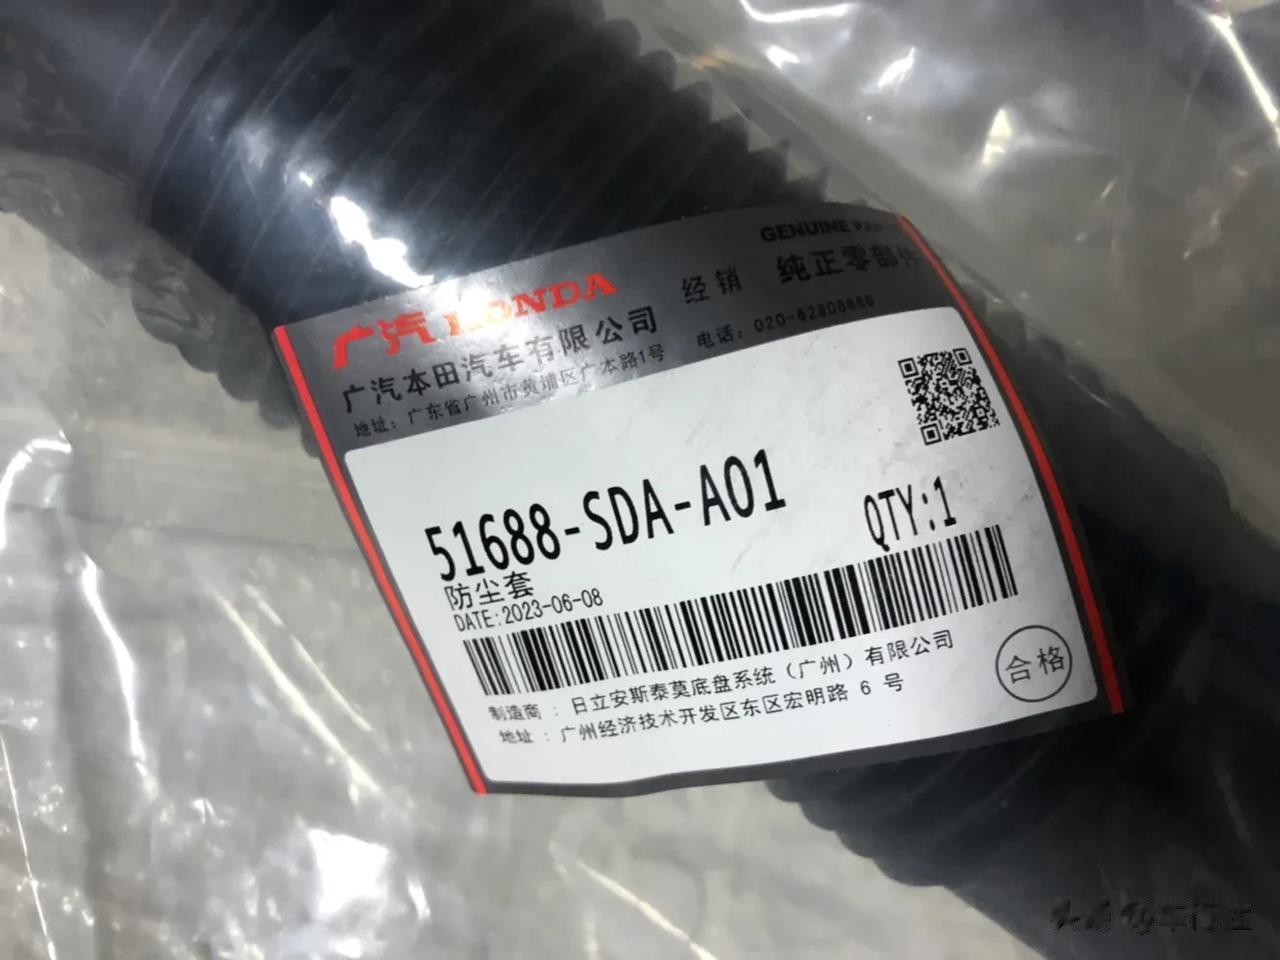 GENUINE PARTS
广汽 HONDA 经销 纯正零部件
广汽本田汽车有限公司
地址：广东省广州市黄埔区广本路1号 电话：020-82808888
51688-SDA-A01
QTY:1
防尘套
DATE:2023-06-08
制造商：日立安斯泰莫底盘系统（广州）有限公司
地址：广州经济技术开发区东区宏明路 6 号
合格